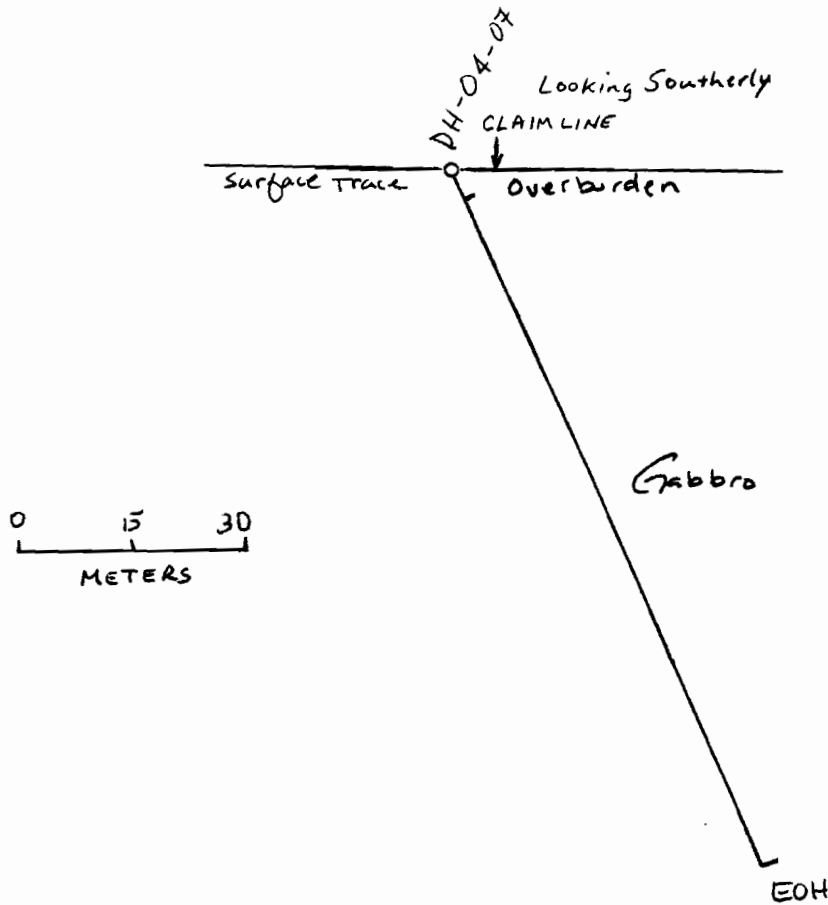 DH-04-07
Looking Southerly
CLAIM LINE
Surface Trace
Overburden
Gabbro
0 15 30
METERS
EOH